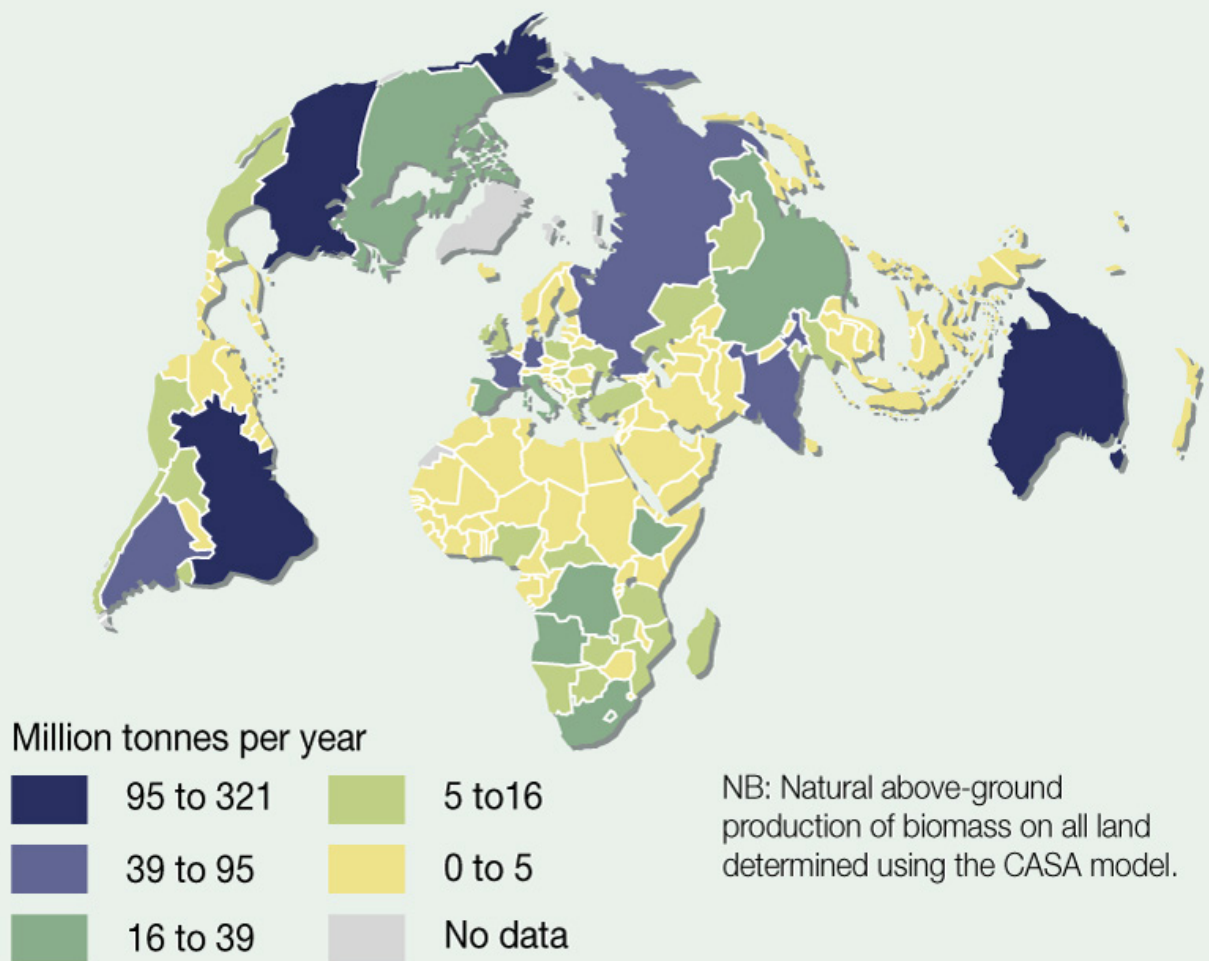 Million tonnes per year
95 to 321
39 to 95
16 to 39
5 to16
0 to 5
No data
NB: Natural above-ground
production of biomass on all land
determined using the CASA model.